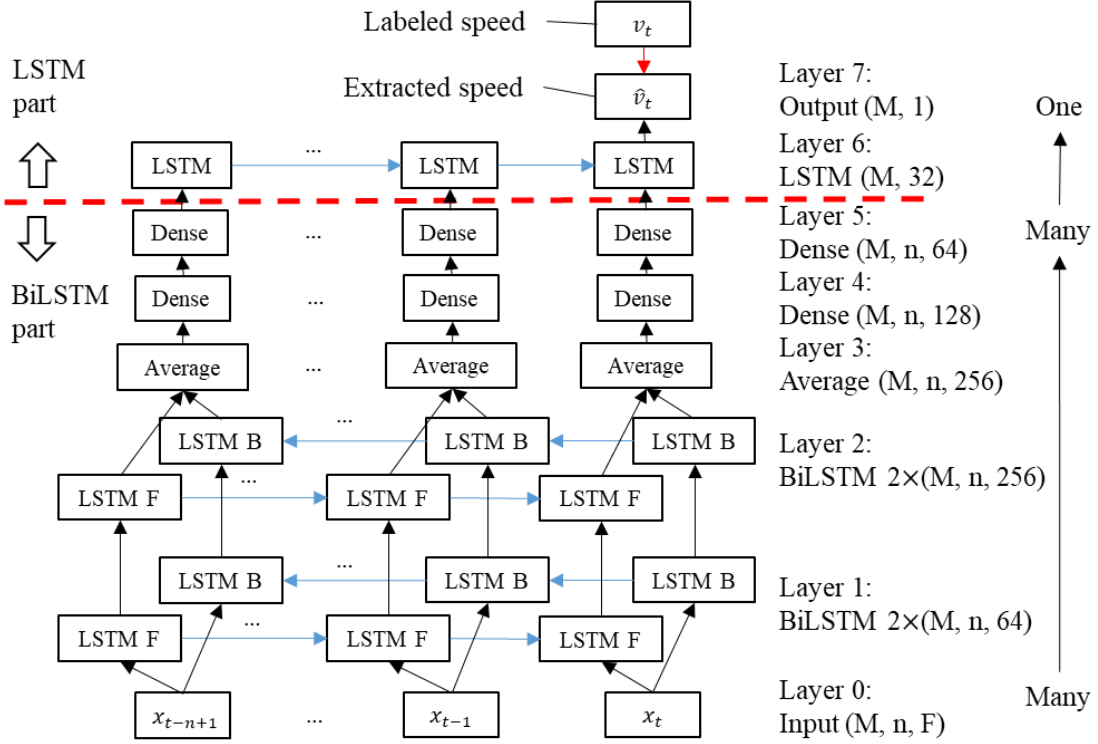 Labeled speed
v_t
LSTM
part
Extracted speed
v̂_t
Layer 7:
Output (M, 1)
One
LSTM
...
LSTM
LSTM
Layer 6:
LSTM (M, 32)
Dense
...
Dense
Dense
Layer 5:
Dense (M, n, 64)
Many
BiLSTM
part
Dense
...
Dense
Dense
Layer 4:
Dense (M, n, 128)
Average
...
Average
Average
Layer 3:
Average (M, n, 256)
LSTM B
...
LSTM B
LSTM B
LSTM F
...
LSTM F
LSTM F
Layer 2:
BiLSTM 2×(M, n, 256)
LSTM B
...
LSTM B
LSTM B
LSTM F
...
LSTM F
LSTM F
Layer 1:
BiLSTM 2×(M, n, 64)
x_{t−n+1}
...
x_{t−1}
x_t
Layer 0:
Input (M, n, F)
Many